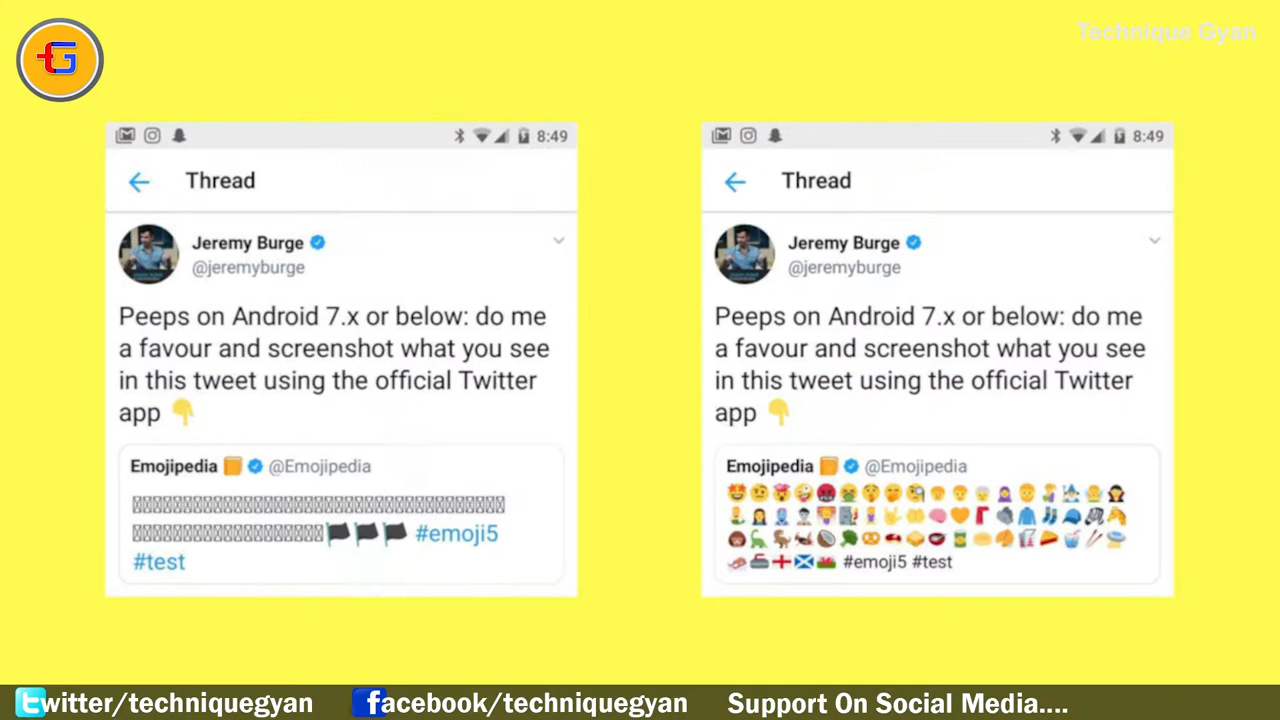 tG
Technique Gyan
8:49
Thread
Jeremy Burge
@jeremyburge
Peeps on Android 7.x or below: do me
a favour and screenshot what you see
in this tweet using the official Twitter
app
Emojipedia @Emojipedia
#emoji5
#test
8:49
Thread
Jeremy Burge
@jeremyburge
Peeps on Android 7.x or below: do me
a favour and screenshot what you see
in this tweet using the official Twitter
app
Emojipedia @Emojipedia
#emoji5 #test
twitter/techniquegyan facebook/techniquegyan Support On Social Media....